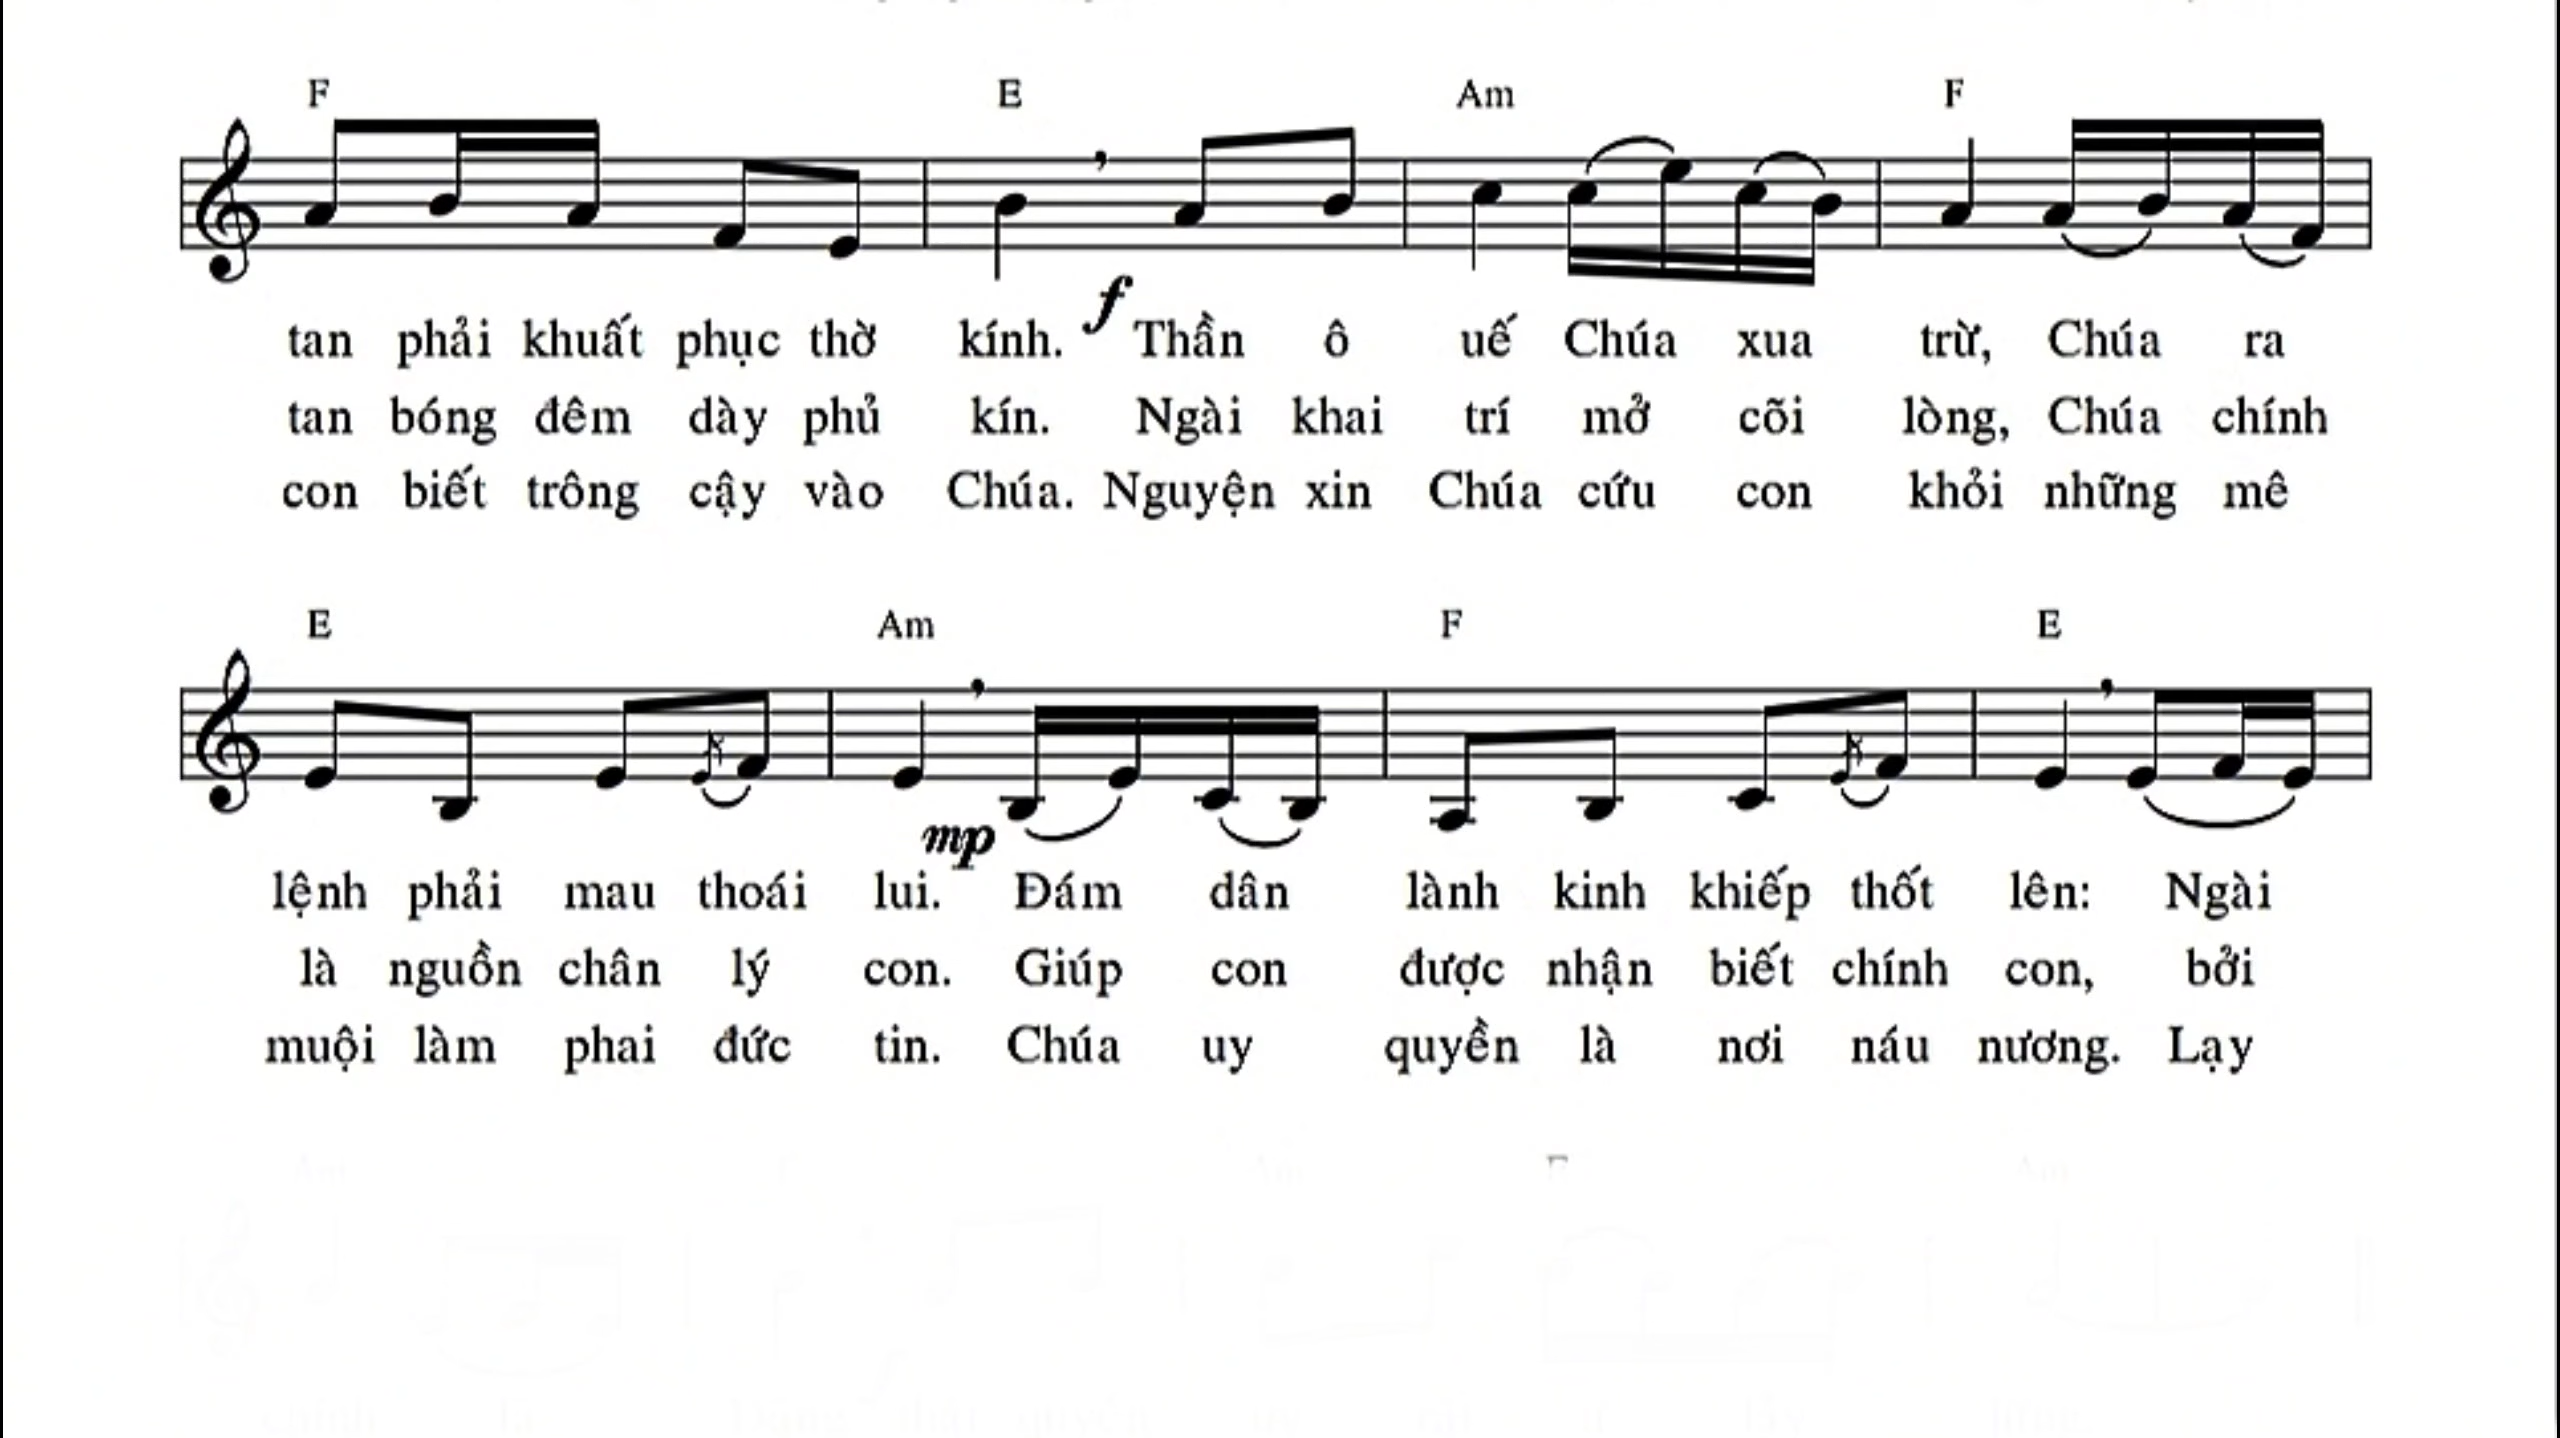 F E Am F
f
tan phải khuất phục thờ kính. Thần ô uế Chúa xua trừ, Chúa ra
tan bóng đêm dày phủ kín. Ngài khai trí mở cõi lòng, Chúa chính
con biết trông cậy vào Chúa. Nguyện xin Chúa cứu con khỏi những mê
E Am F E
mp
lệnh phải mau thoái lui. Đám dân lành kinh khiếp thốt lên: Ngài
là nguồn chân lý con. Giúp con được nhận biết chính con, bởi
muội làm phai đức tin. Chúa uy quyền là nơi náu nương. Lạy